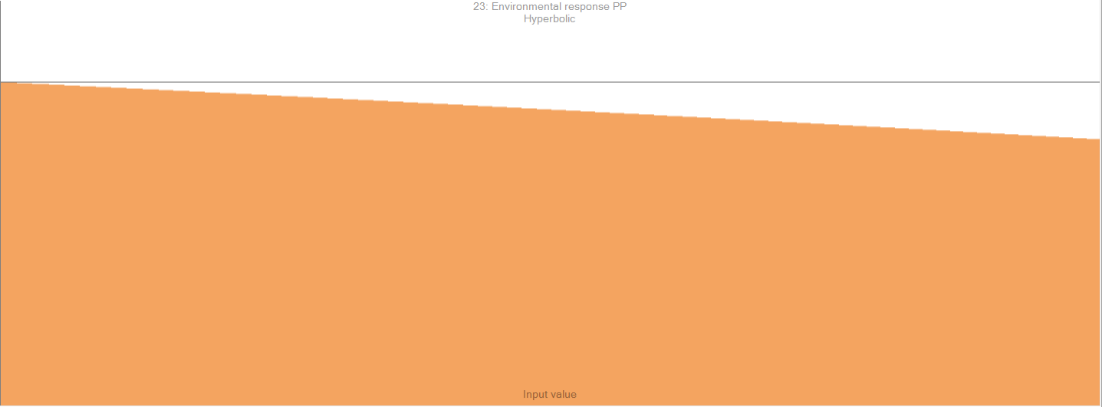 23: Environmental response PP
Hyperbolic
Input value